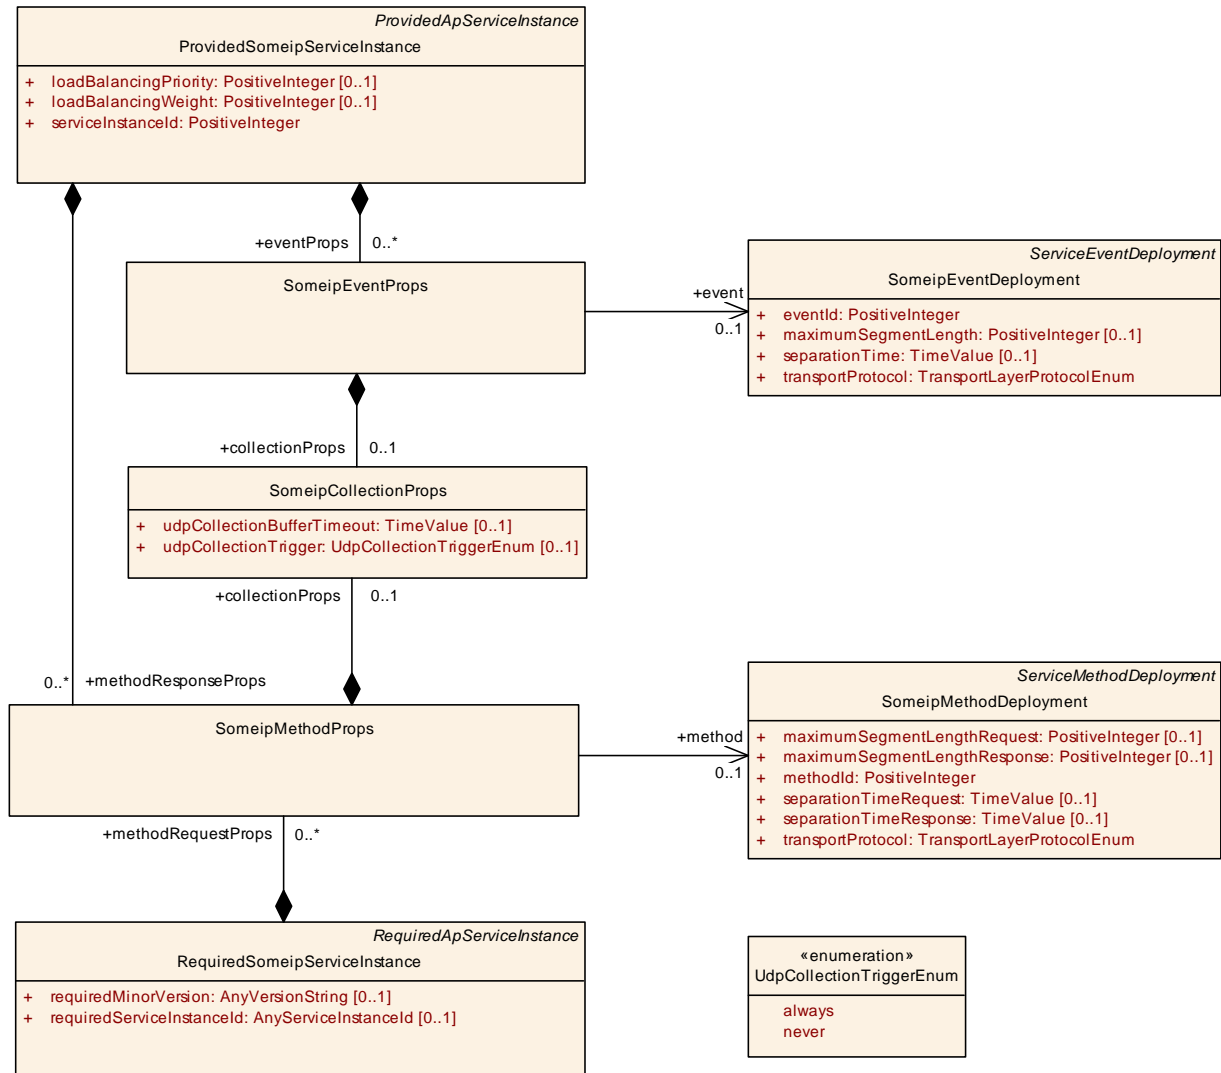 ProvidedApServiceInstance
ProvidedSomeipServiceInstance
+ loadBalancingPriority: PositiveInteger [0..1]
+ loadBalancingWeight: PositiveInteger [0..1]
+ serviceInstanceId: PositiveInteger
+eventProps 0..*
SomeipEventProps
+event
0..1
ServiceEventDeployment
SomeipEventDeployment
+ eventId: PositiveInteger
+ maximumSegmentLength: PositiveInteger [0..1]
+ separationTime: TimeValue [0..1]
+ transportProtocol: TransportLayerProtocolEnum
+collectionProps 0..1
SomeipCollectionProps
+ udpCollectionBufferTimeout: TimeValue [0..1]
+ udpCollectionTrigger: UdpCollectionTriggerEnum [0..1]
+collectionProps 0..1
0..* +methodResponseProps
SomeipMethodProps
+method
0..1
ServiceMethodDeployment
SomeipMethodDeployment
+ maximumSegmentLengthRequest: PositiveInteger [0..1]
+ maximumSegmentLengthResponse: PositiveInteger [0..1]
+ methodId: PositiveInteger
+ separationTimeRequest: TimeValue [0..1]
+ separationTimeResponse: TimeValue [0..1]
+ transportProtocol: TransportLayerProtocolEnum
+methodRequestProps 0..*
RequiredApServiceInstance
RequiredSomeipServiceInstance
+ requiredMinorVersion: AnyVersionString [0..1]
+ requiredServiceInstanceId: AnyServiceInstanceId [0..1]
«enumeration»
UdpCollectionTriggerEnum
always
never